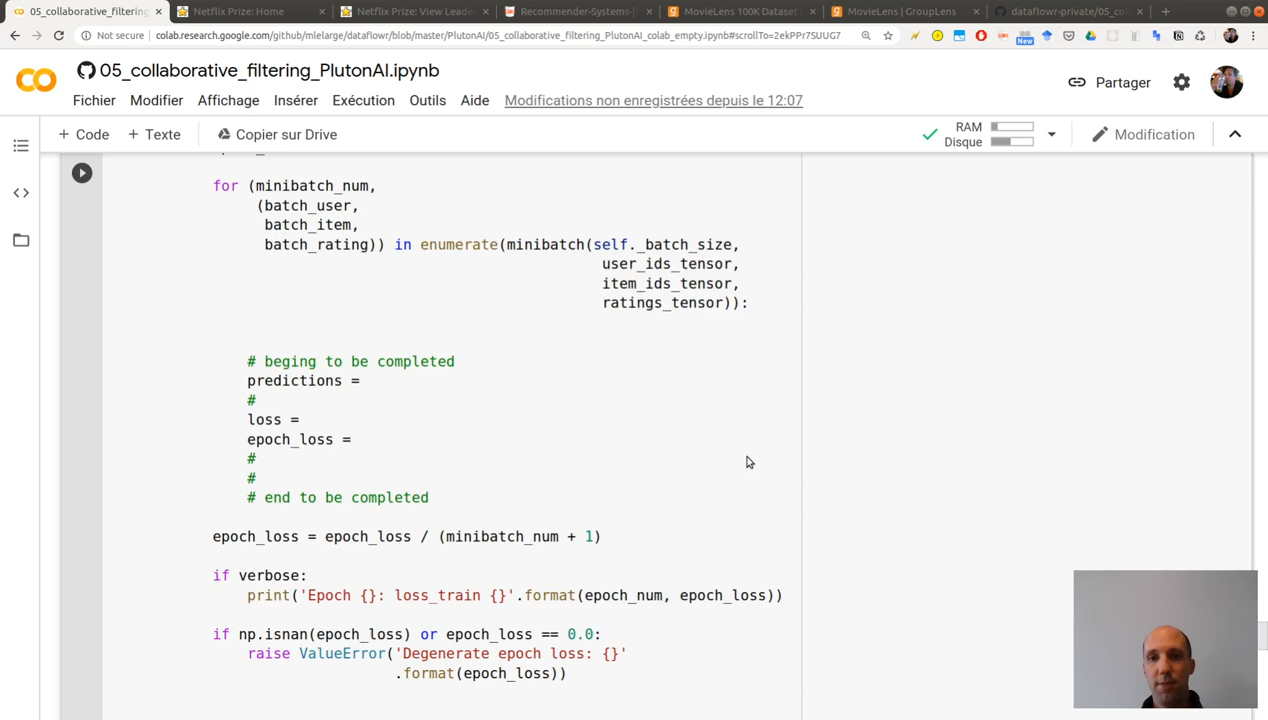 05_collaborative_filtering
Netflix Prize: Home
Netflix Prize: View Leade
Recommender-Systems-[
MovieLens 100K Dataset
MovieLens | GroupLens
dataflowr-private/05_co
Not secure
colab.research.google.com/github/mlelarge/dataflowr/blob/master/PlutonAI/05_collaborative_filtering_PlutonAI_colab_empty.ipynb#scrollTo=2ekPPr7SUUG7
New
05_collaborative_filtering_PlutonAI.ipynb
Partager
Fichier Modifier Affichage Insérer Exécution Outils Aide Modifications non enregistrées depuis le 12:07
+ Code + Texte Copier sur Drive
RAM
Disque
Modification
for (minibatch_num,
(batch_user,
batch_item,
batch_rating)) in enumerate(minibatch(self._batch_size,
user_ids_tensor,
item_ids_tensor,
ratings_tensor)):
# beging to be completed
predictions =
#
loss =
epoch_loss =
#
#
# end to be completed
epoch_loss = epoch_loss / (minibatch_num + 1)
if verbose:
print('Epoch {}: loss_train {}'.format(epoch_num, epoch_loss))
if np.isnan(epoch_loss) or epoch_loss == 0.0:
raise ValueError('Degenerate epoch loss: {}'
.format(epoch_loss))